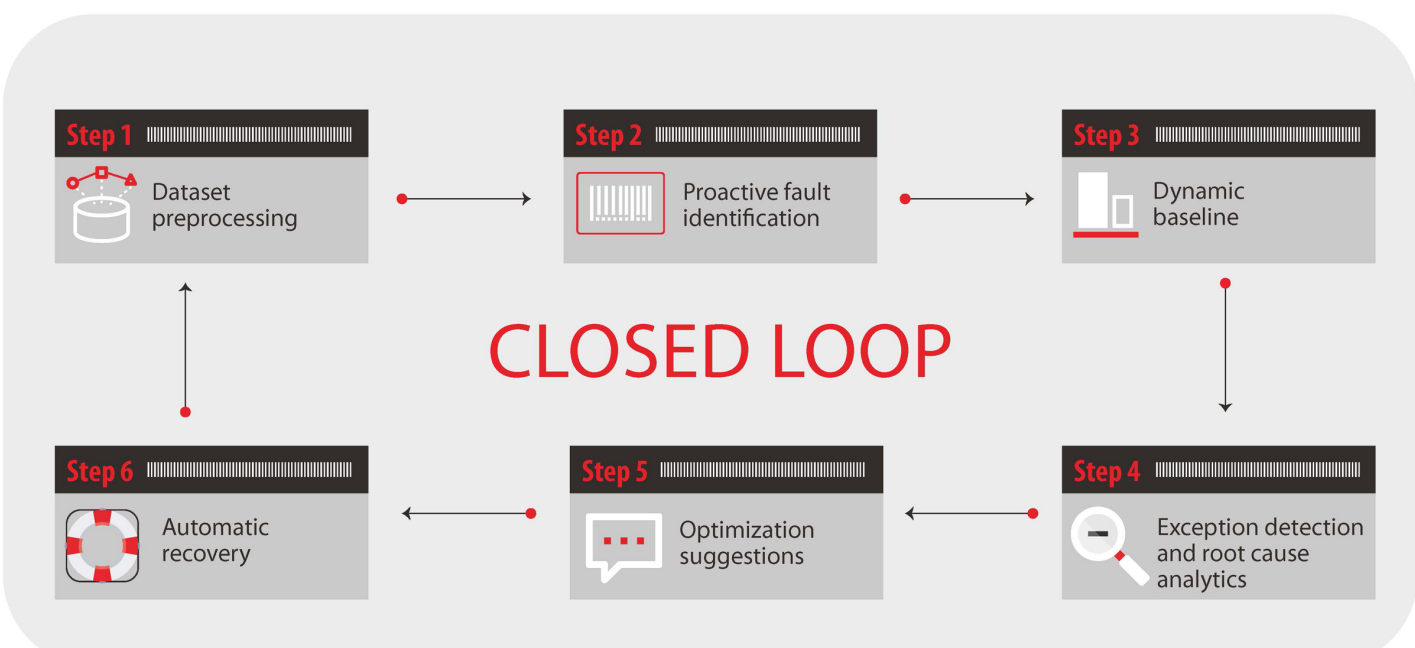 Step 1
Dataset
preprocessing
Step 2
Proactive fault
identification
Step 3
Dynamic
baseline
CLOSED LOOP
Step 6
Automatic
recovery
Step 5
Optimization
suggestions
Step 4
Exception detection
and root cause
analytics